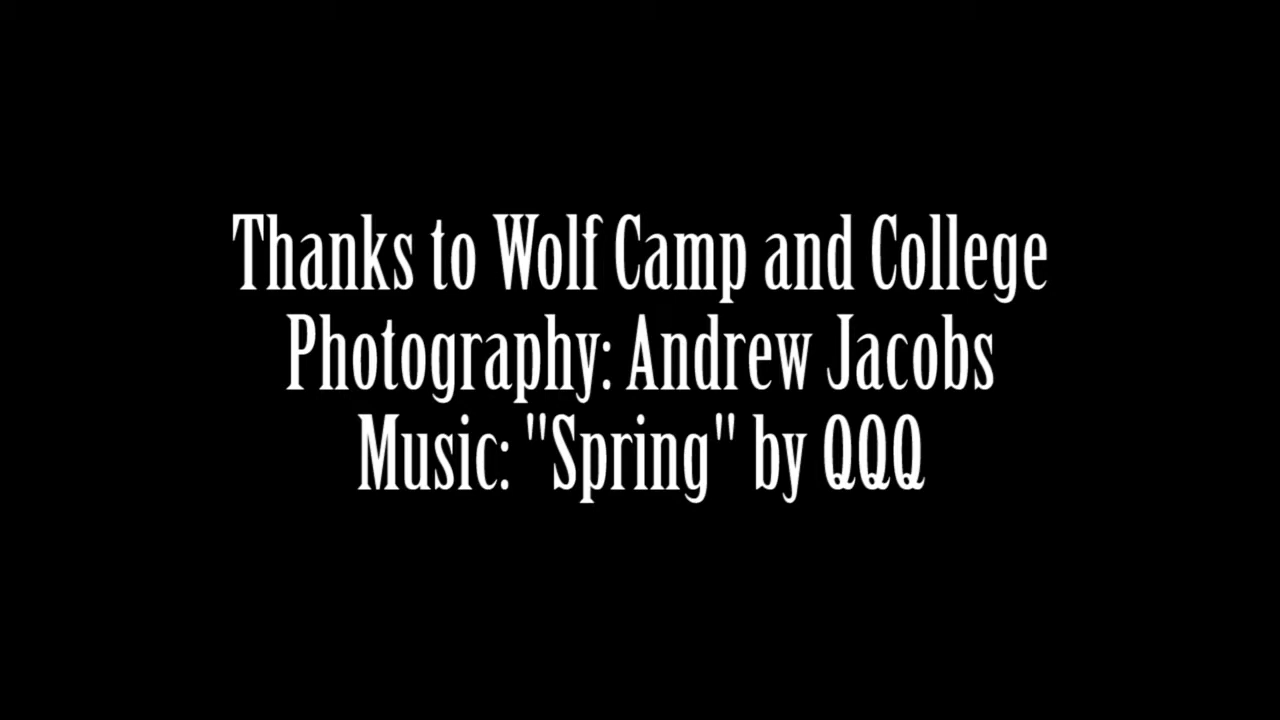 Thanks to Wolf Camp and College
Photography: Andrew Jacobs
Music: "Spring" by QQQ